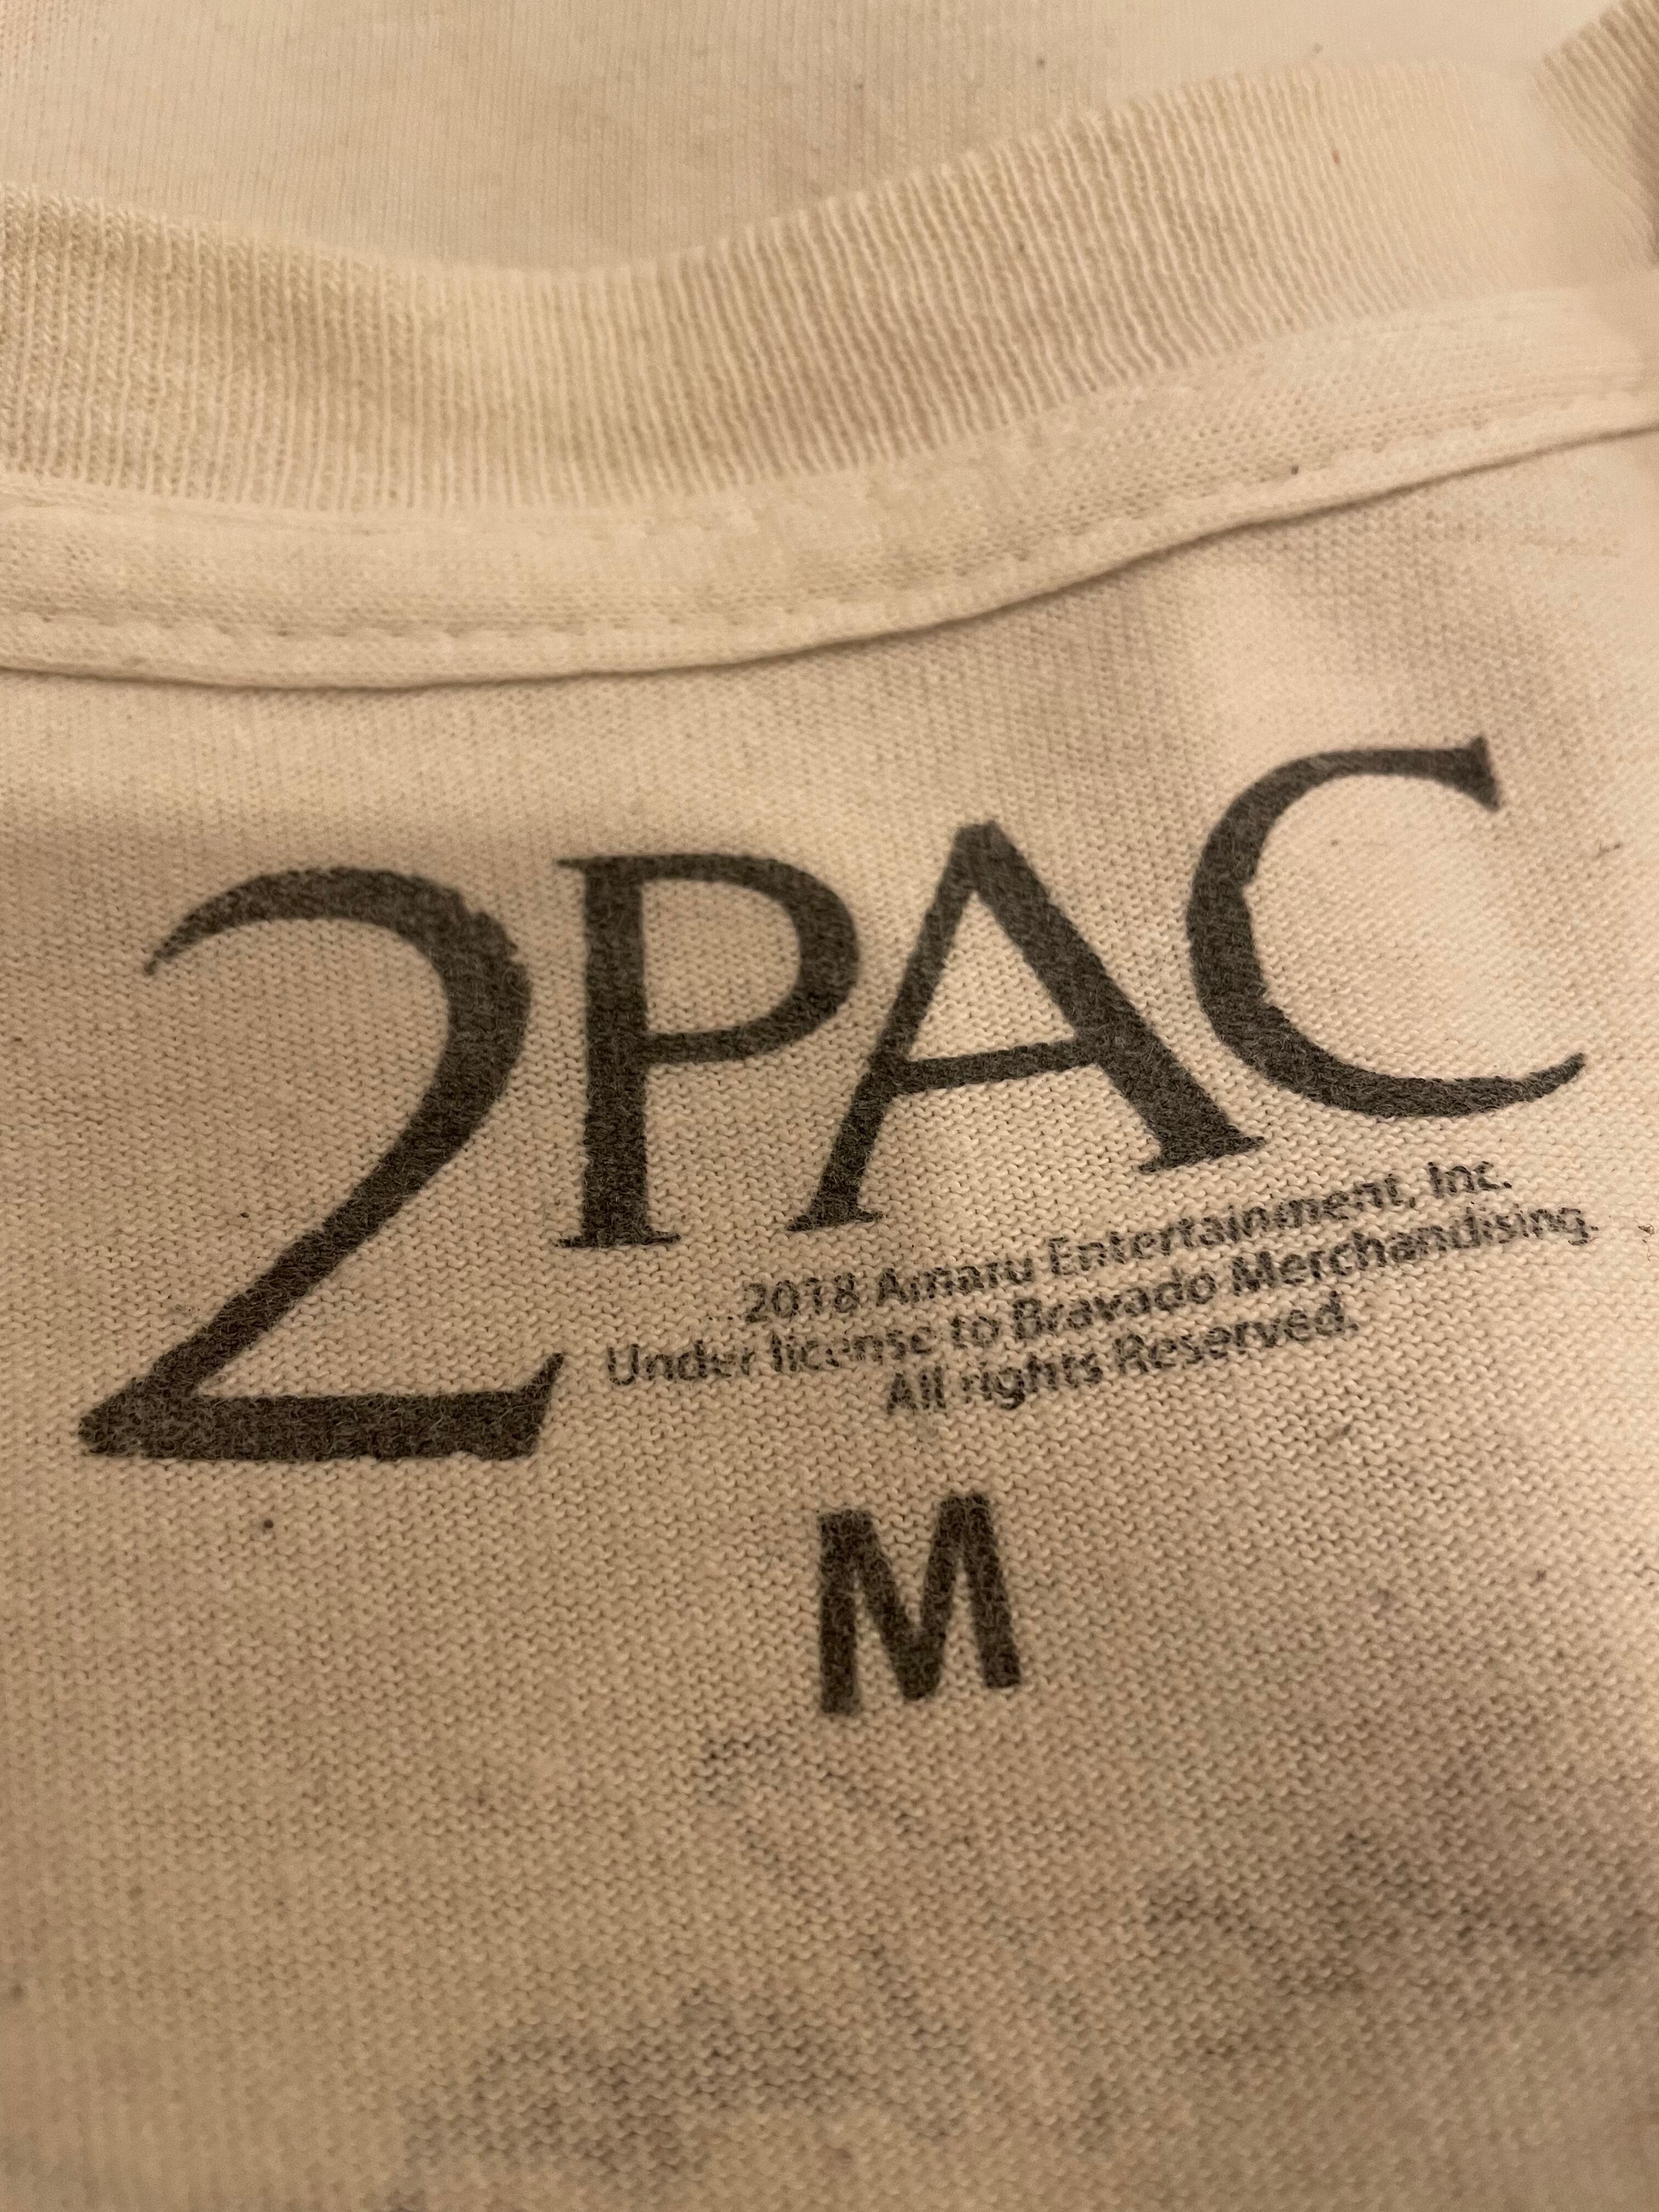 2PAC
2018 Amaru Entertainment, Inc.
Under license to Bravado Merchandising.
All rights Reserved.
M